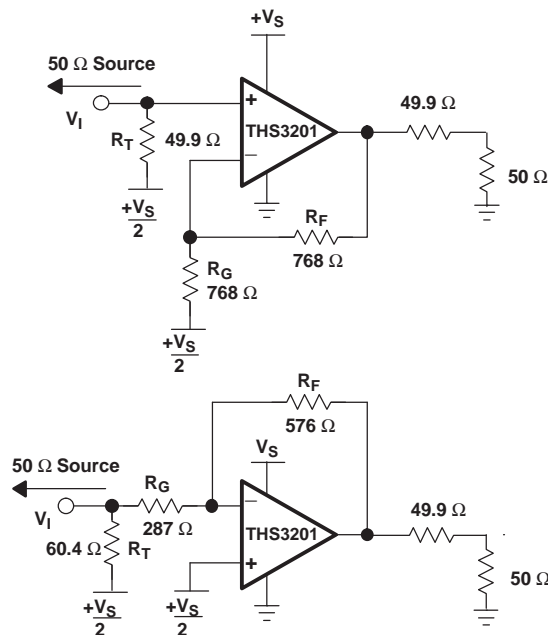 +VS
50 Ω Source
VI
+
THS3201
−
RT
49.9 Ω
49.9 Ω
50 Ω
+VS
2
RF
768 Ω
RG
768 Ω
+VS
2
RF
576 Ω
VS
50 Ω Source
RG
287 Ω
VI
−
THS3201
+
49.9 Ω
60.4 Ω
RT
50 Ω
+VS
2
+VS
2